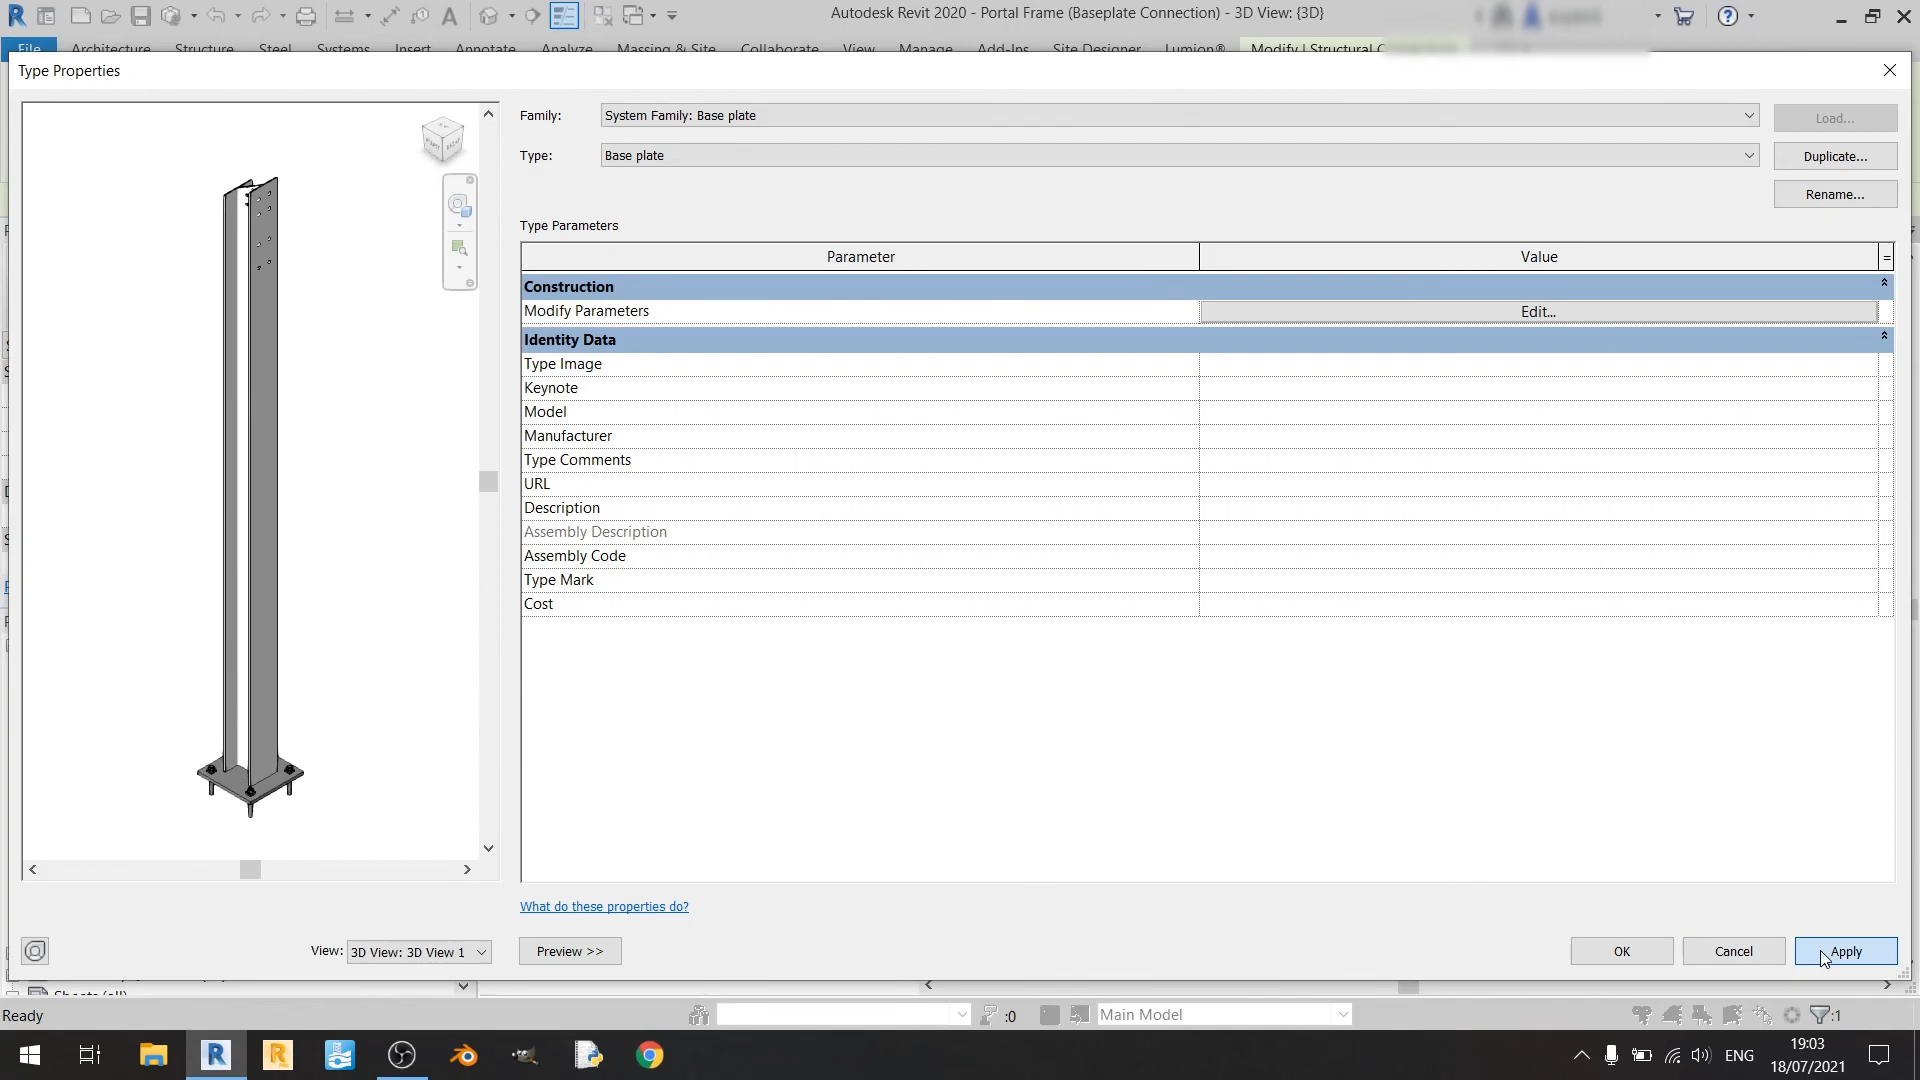 Autodesk Revit 2020 - Portal Frame (Baseplate Connection) - 3D View: {3D}
File Architecture Structure Steel Systems Insert Annotate Analyze Massing & Site Collaborate View Manage Add-Ins Site Designer Lumion® Modify | Structural
Type Properties
Family: System Family: Base plate Load...
Type: Base plate Duplicate...
Rename...
Type Parameters
Parameter Value =
Construction
Modify Parameters Edit...
Identity Data
Type Image
Keynote
Model
Manufacturer
Type Comments
URL
Description
Assembly Description
Assembly Code
Type Mark
Cost
What do these properties do?
View: 3D View: 3D View 1 Preview >> OK Cancel Apply
Sheets (all)
Ready :0 Main Model :1
ENG 19:03
18/07/2021